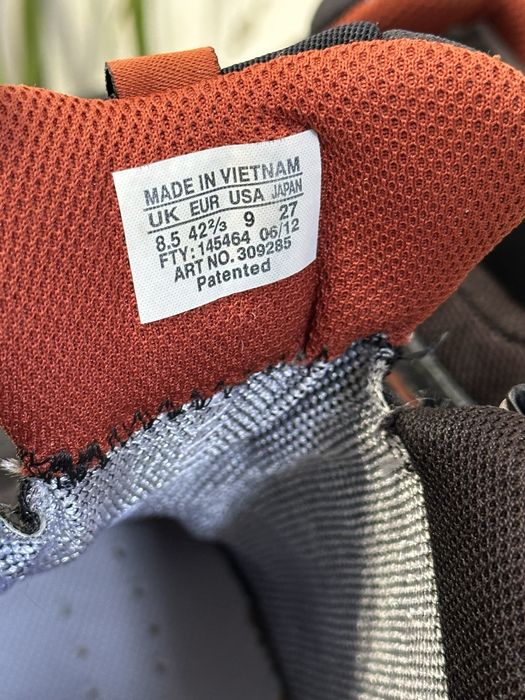 MADE IN VIETNAM
UK EUR USA JAPAN
8.5 42⅔ 9 27
FTY: 145464 06/12
ART NO. 309285
Patented